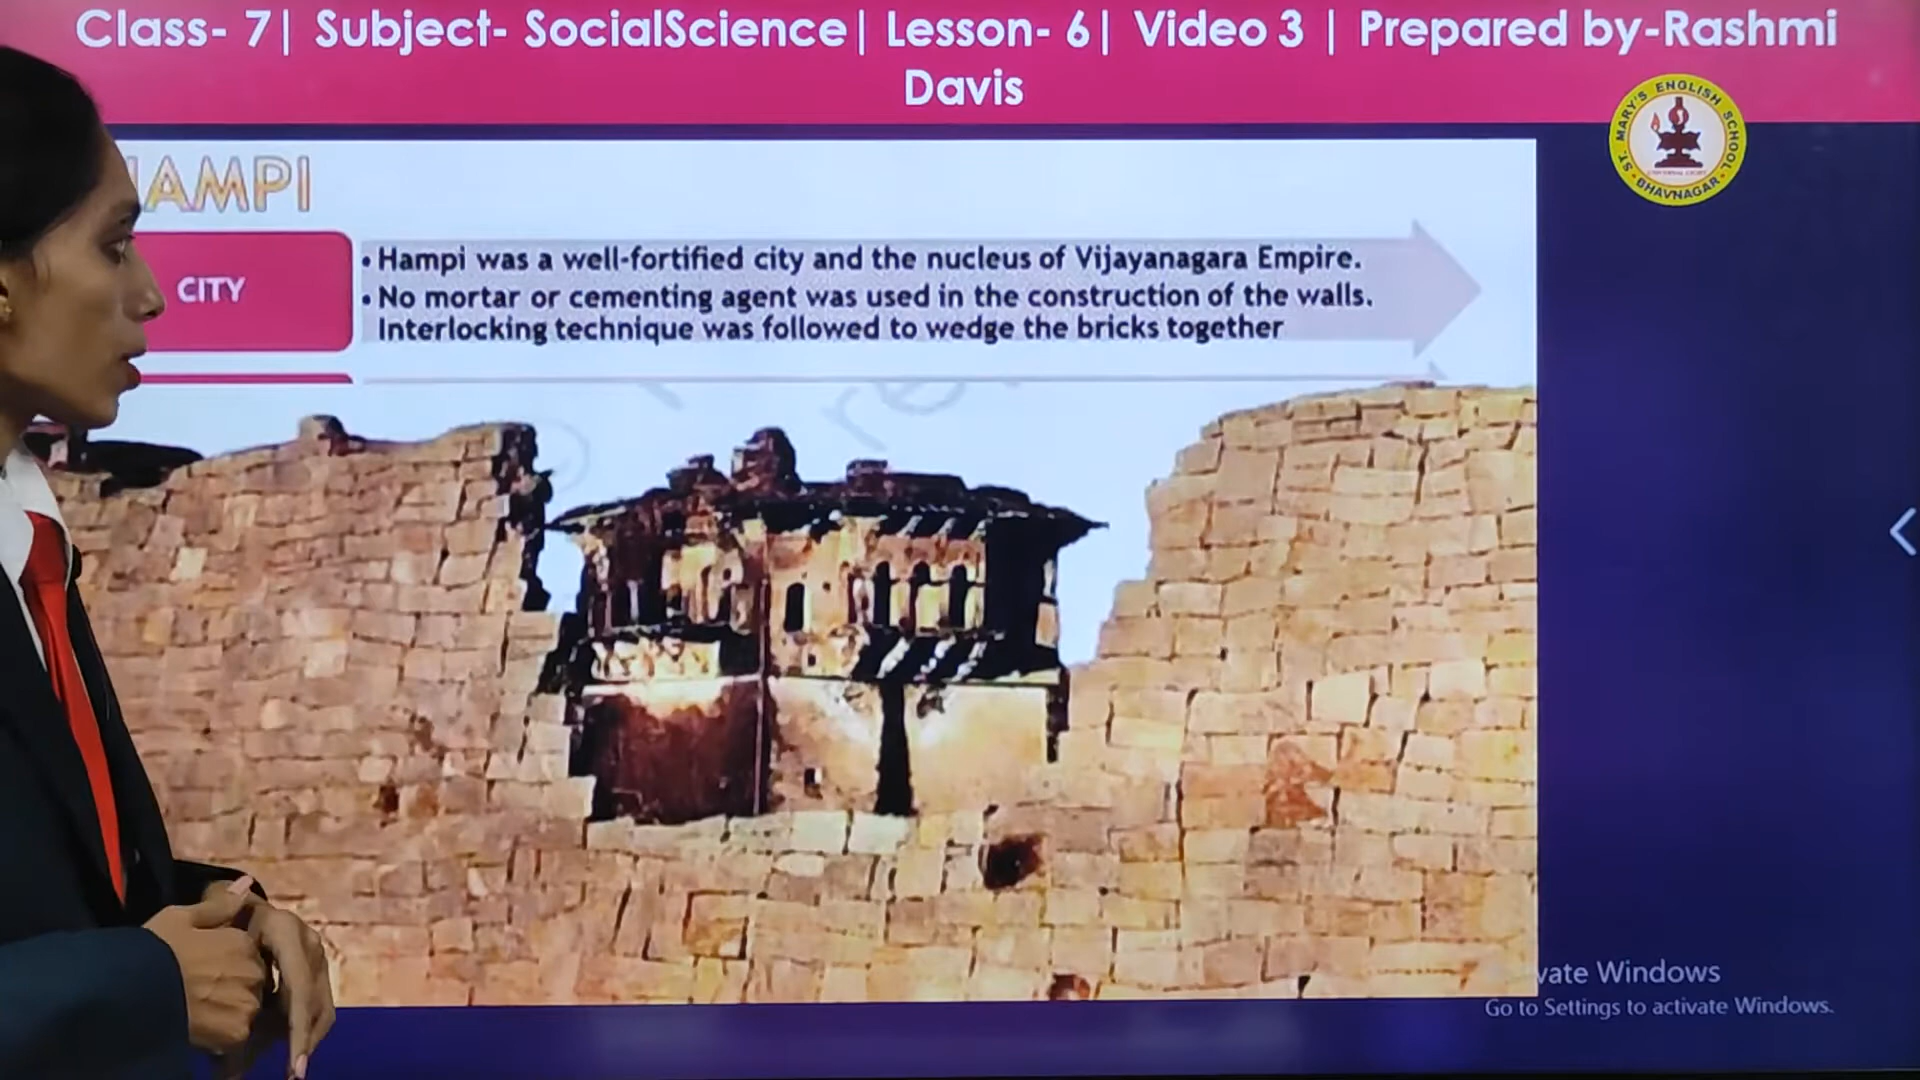 Class- 7| Subject- SocialScience| Lesson- 6| Video 3 | Prepared by-Rashmi
Davis
ST. MARY'S ENGLISH SCHOOL
BHAVNAGAR
AMPI
CITY
• Hampi was a well-fortified city and the nucleus of Vijayanagara Empire.
• No mortar or cementing agent was used in the construction of the walls.
Interlocking technique was followed to wedge the bricks together
vate Windows
Go to Settings to activate Windows.